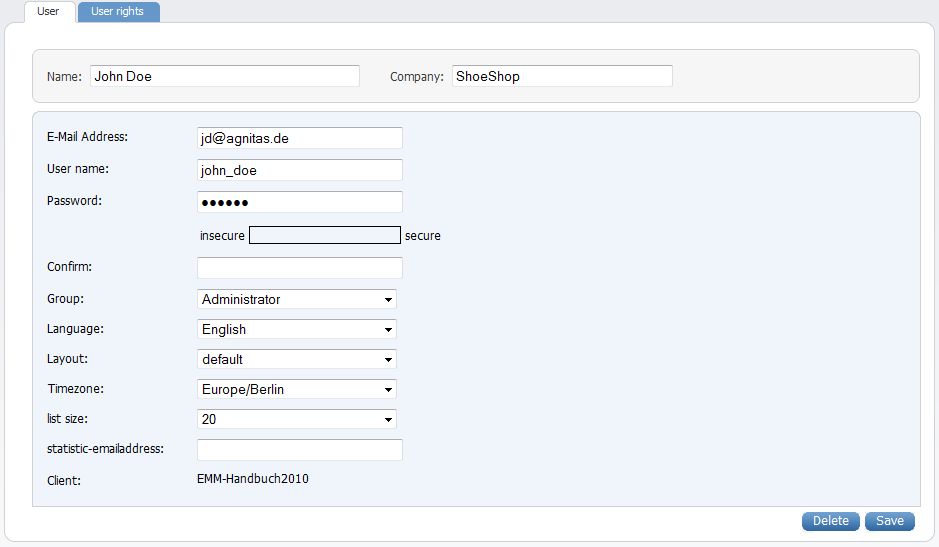 User User rights
Name: John Doe Company: ShoeShop
E-Mail Address: jd@agnitas.de
User name: john_doe
Password: ●●●●●●
insecure secure
Confirm:
Group: Administrator
Language: English
Layout: default
Timezone: Europe/Berlin
list size: 20
statistic-emailaddress:
Client: EMM-Handbuch2010
Delete Save